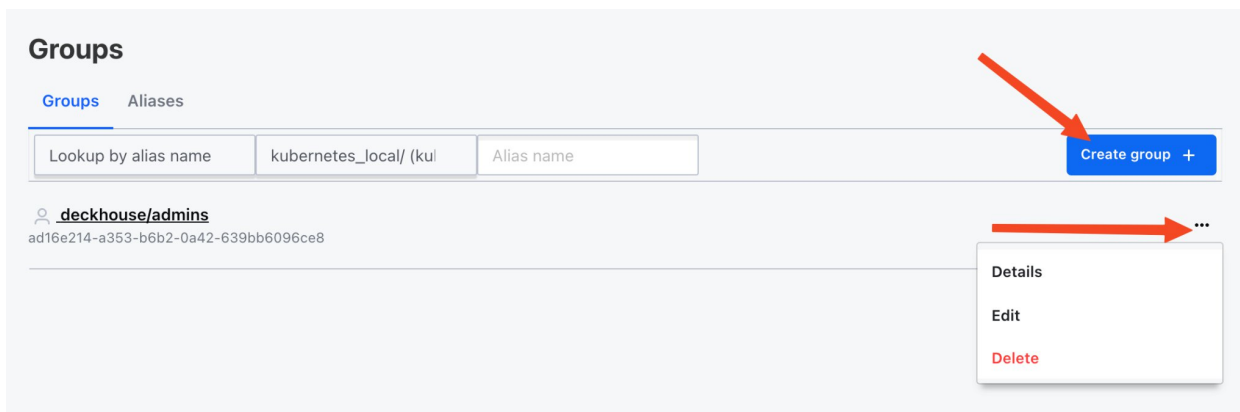 Groups
Groups Aliases
Lookup by alias name kubernetes_local/ (kul Alias name Create group +
deckhouse/admins
ad16e214-a353-b6b2-0a42-639bb6096ce8
Details
Edit
Delete